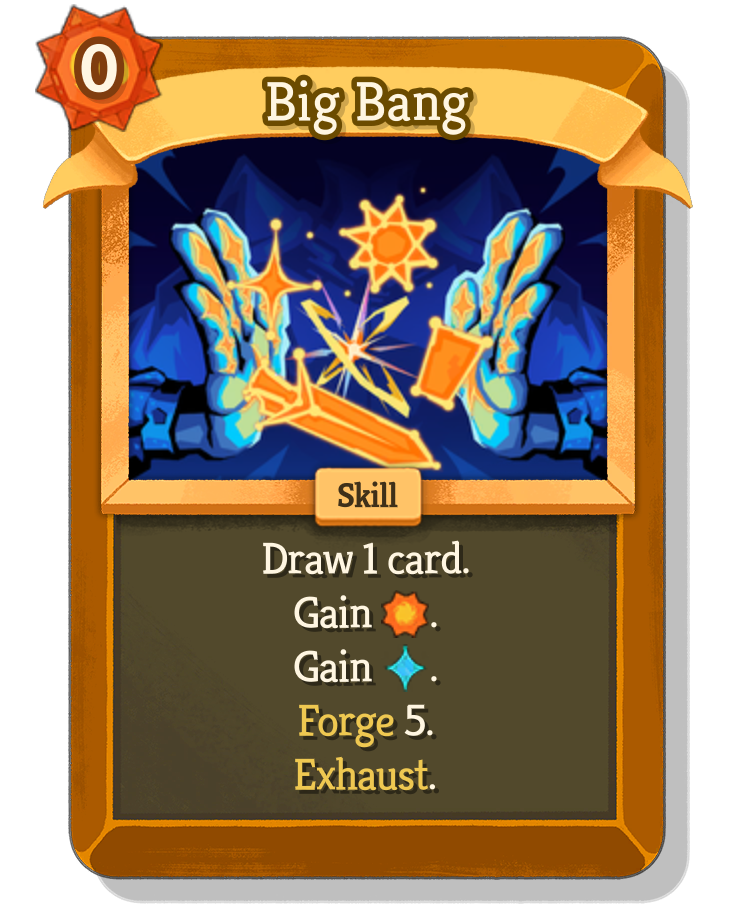 0
Big Bang
Skill
Draw 1 card.
Gain .
Gain .
Forge 5.
Exhaust.